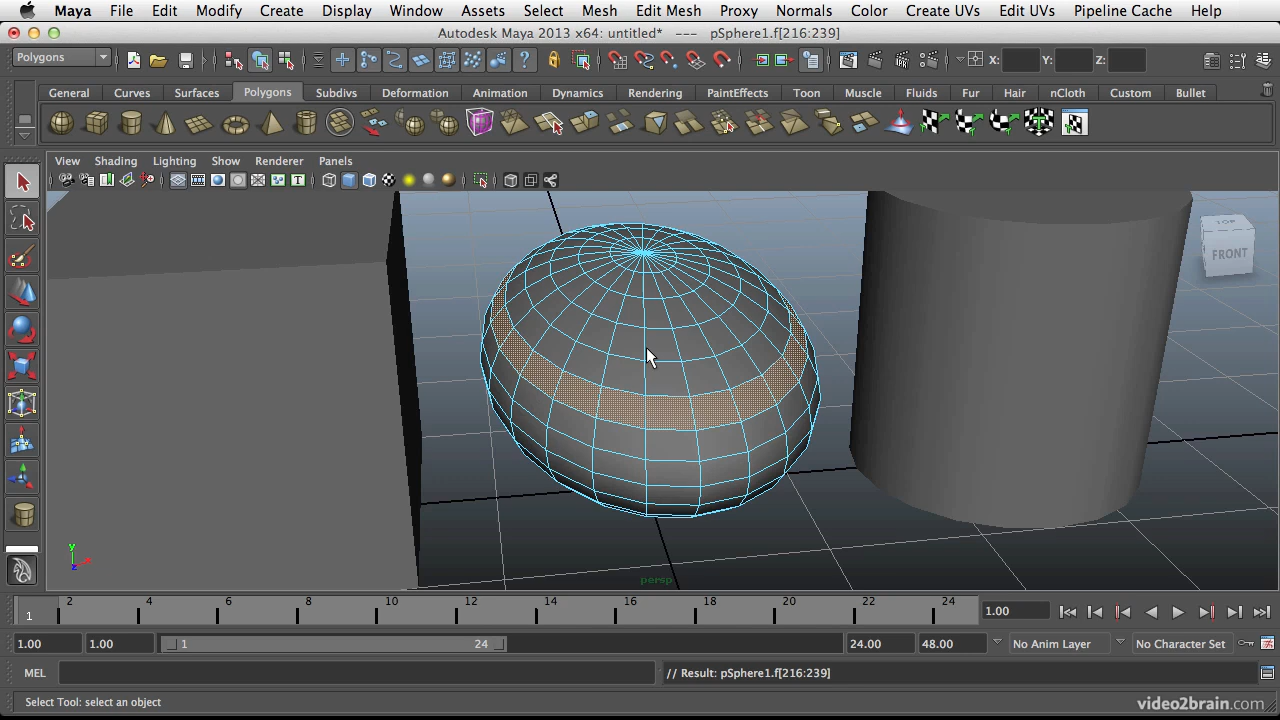 Maya File Edit Modify Create Display Window Assets Select Mesh Edit Mesh Proxy Normals Color Create UVs Edit UVs Pipeline Cache Help
Autodesk Maya 2013 x64: untitled* --- pSphere1.f[216:239]
Polygons X: Y: Z:
General Curves Surfaces Polygons Subdivs Deformation Animation Dynamics Rendering PaintEffects Toon Muscle Fluids Fur Hair nCloth Custom Bullet
View Shading Lighting Show Renderer Panels
TOP
FRONT
y
x
z
persp
1 2 4 6 8 10 12 14 16 18 20 22 24 1.00
1.00 1.00 1 24 24.00 48.00 No Anim Layer No Character Set
MEL // Result: pSphere1.f[216:239]
Select Tool: select an object
video2brain.com